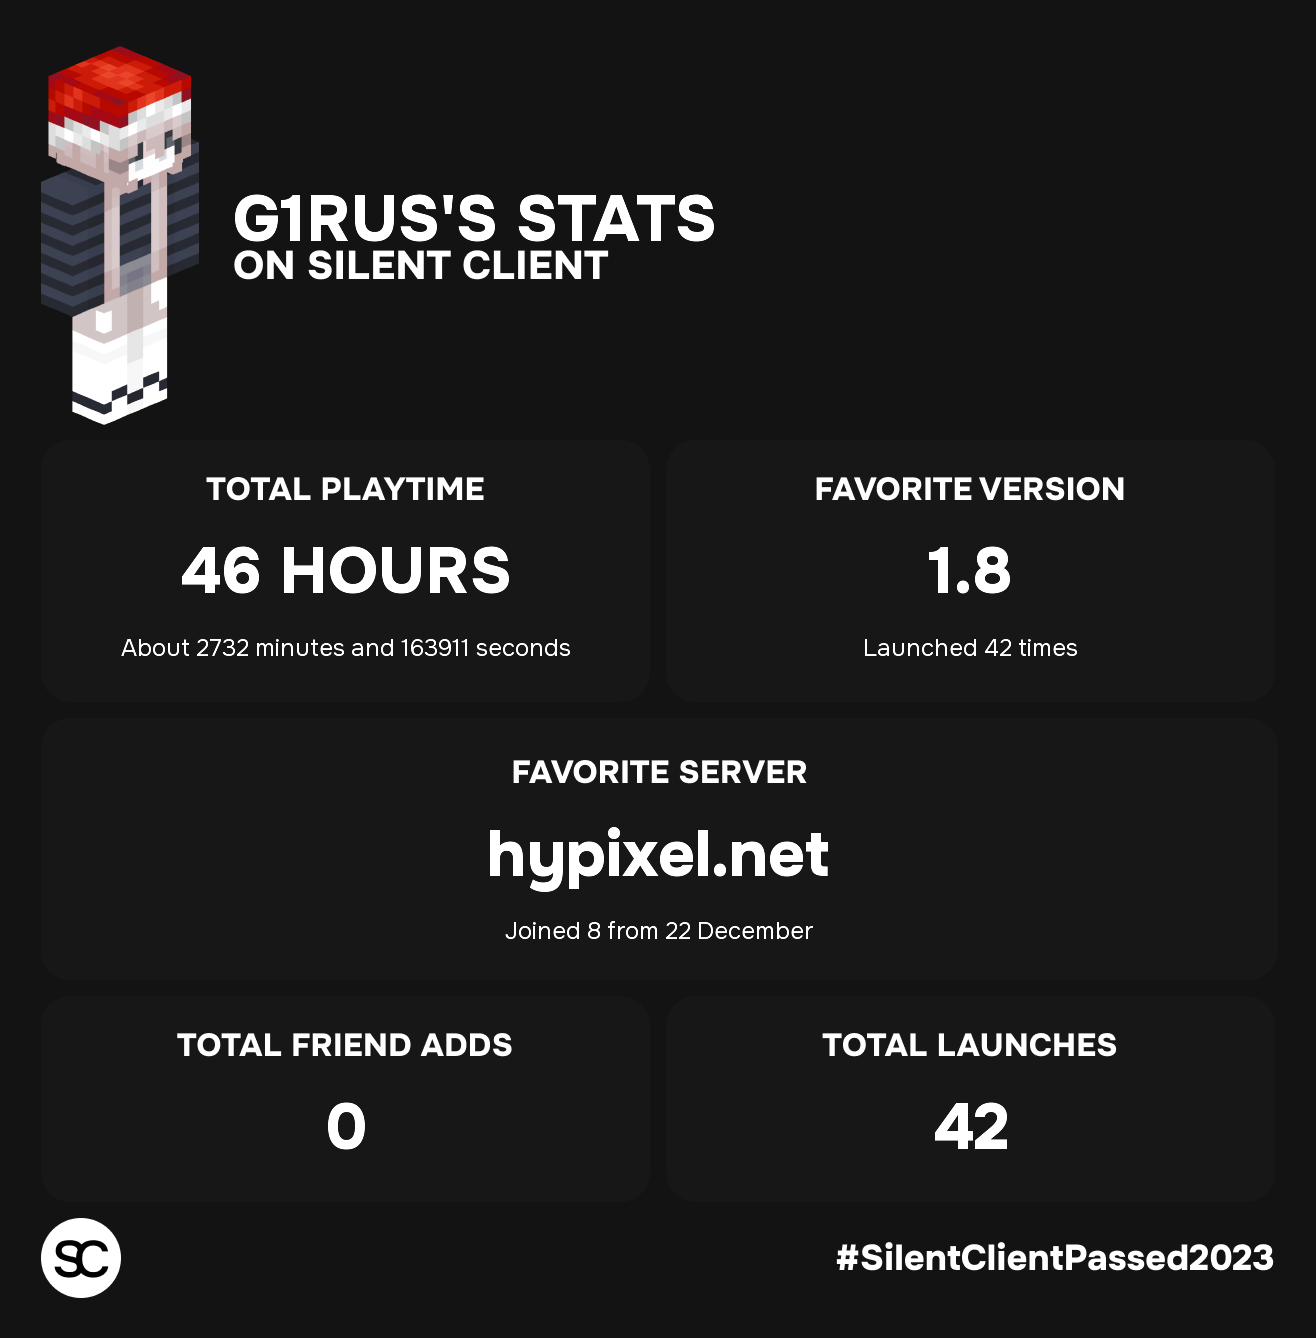 G1RUS'S STATS
ON SILENT CLIENT
TOTAL PLAYTIME
46 HOURS
About 2732 minutes and 163911 seconds
FAVORITE VERSION
1.8
Launched 42 times
FAVORITE SERVER
hypixel.net
Joined 8 from 22 December
TOTAL FRIEND ADDS
0
TOTAL LAUNCHES
42
SC
#SilentClientPassed2023